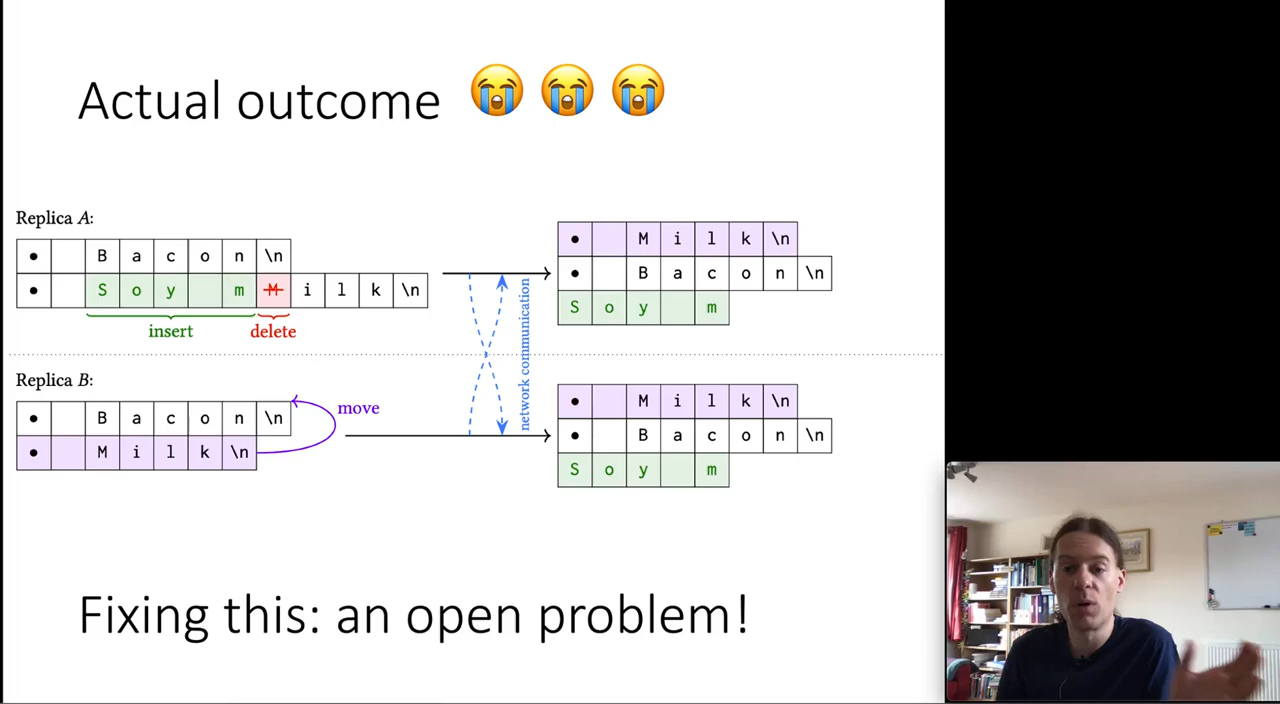 Actual outcome 😭 😭 😭
Replica A:
• B a c o n \n
• S o y m M i l k \n
insert delete
• M i l k \n
• B a c o n \n
S o y m
network communication
Replica B:
• B a c o n \n
• M i l k \n
move
• M i l k \n
• B a c o n \n
S o y m
Fixing this: an open problem!